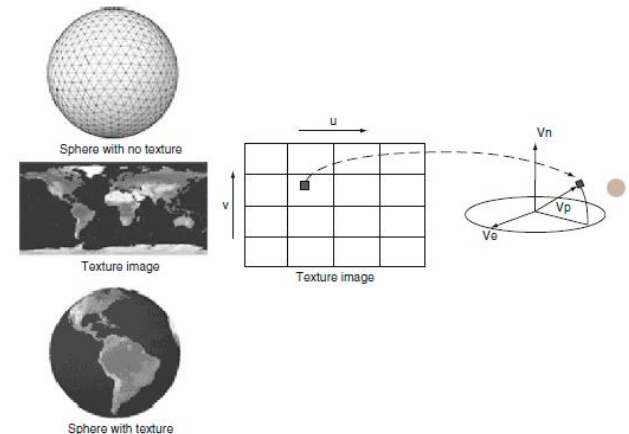 Sphere with no texture
Texture image
Sphere with texture
u
v
Texture image
Vn
Vp
Ve